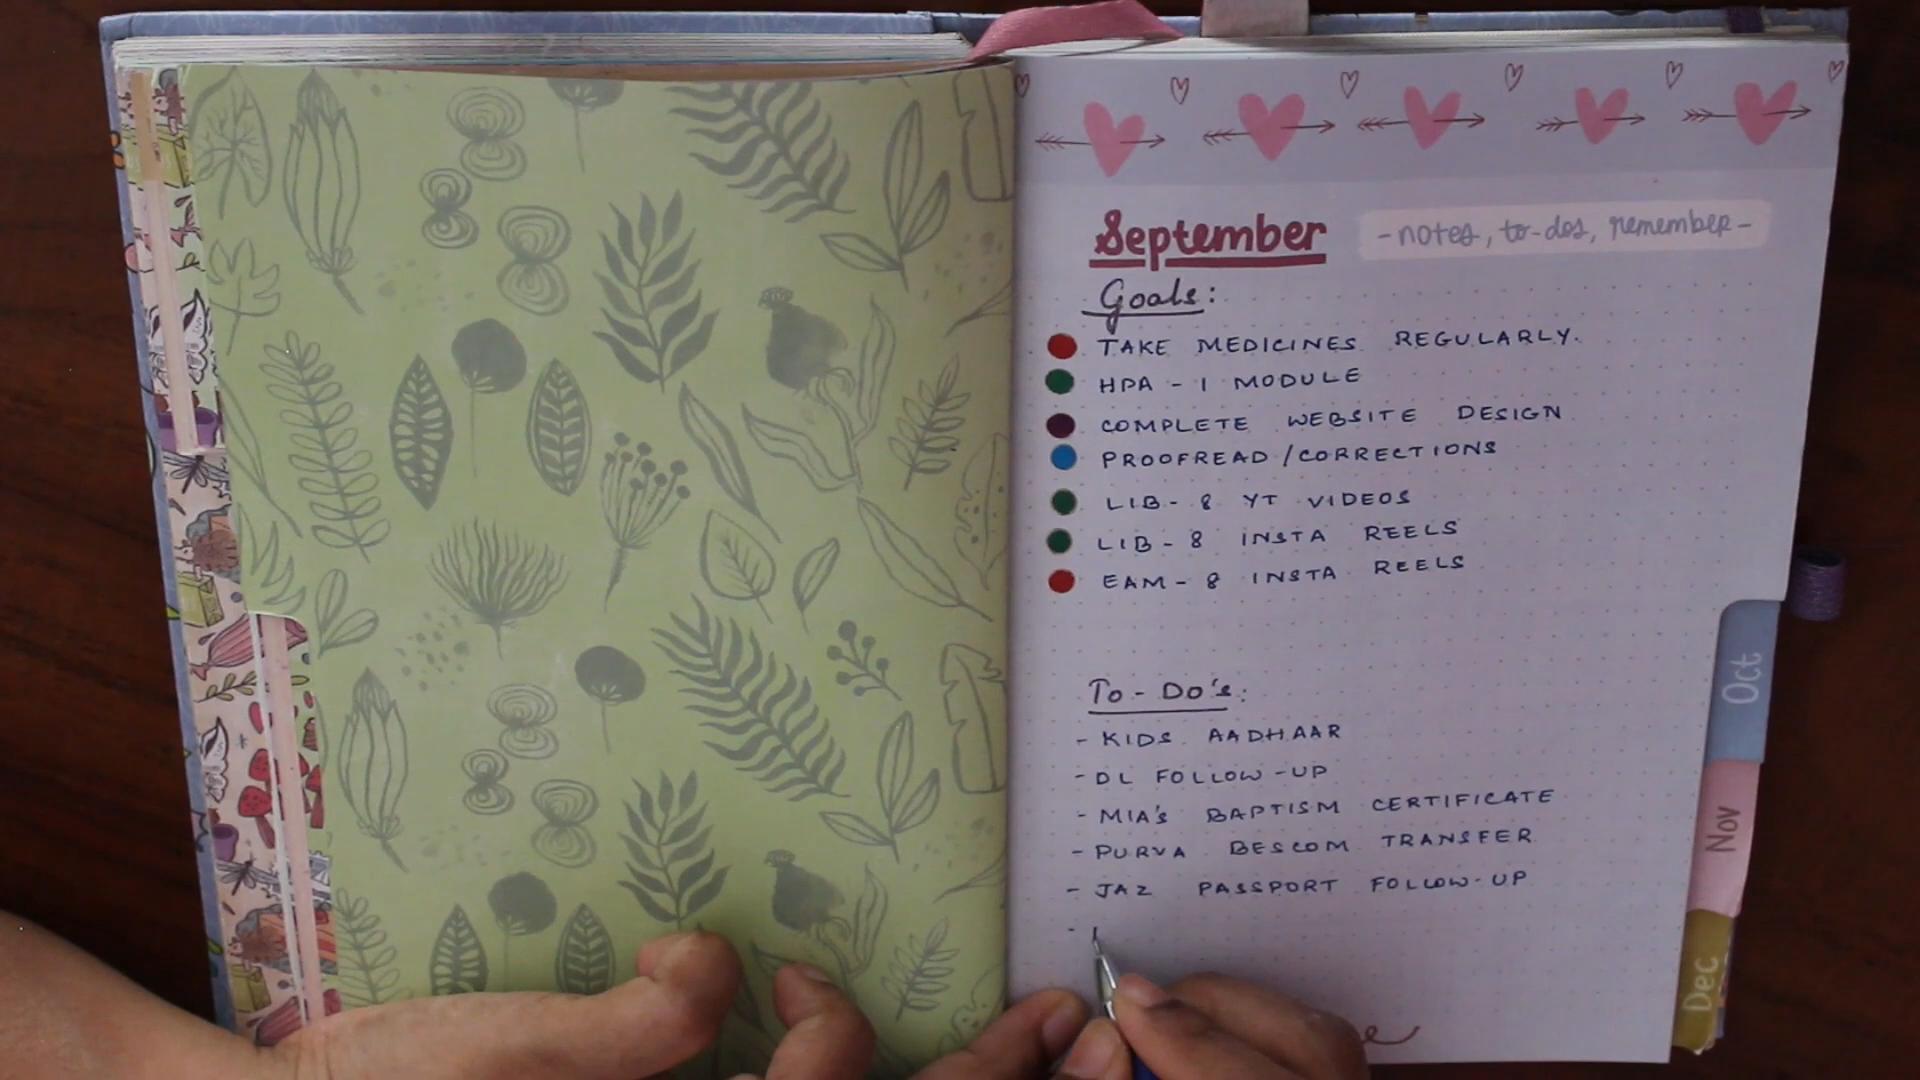 September - notes, to-dos, remember -
Goals:
TAKE MEDICINES REGULARLY.
HPA - 1 MODULE
COMPLETE WEBSITE DESIGN
PROOFREAD / CORRECTIONS
LIB - 8 YT VIDEOS
LIB - 8 INSTA REELS
EAM - 8 INSTA REELS
To - Do's:
- KIDS AADHAAR
- DL FOLLOW-UP
- MIA'S BAPTISM CERTIFICATE
- PURVA BESCOM TRANSFER
- JAZ PASSPORT FOLLOW-UP
-
Oct
Nov
Dec